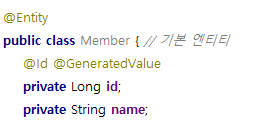 @Entity
public class Member { // 기본 엔티티
@Id @GeneratedValue
private Long id;
private String name;